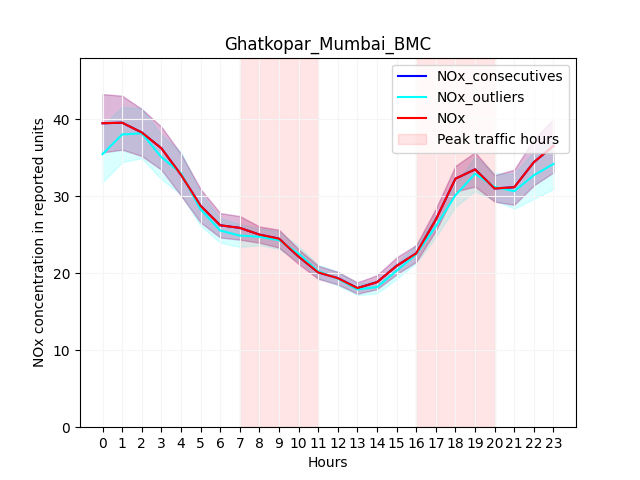 Ghatkopar_Mumbai_BMC
NOx_consecutives
NOx_outliers
NOx
Peak traffic hours
NOx concentration in reported units
40
30
20
10
0
0 1 2 3 4 5 6 7 8 9 10 11 12 13 14 15 16 17 18 19 20 21 22 23
Hours